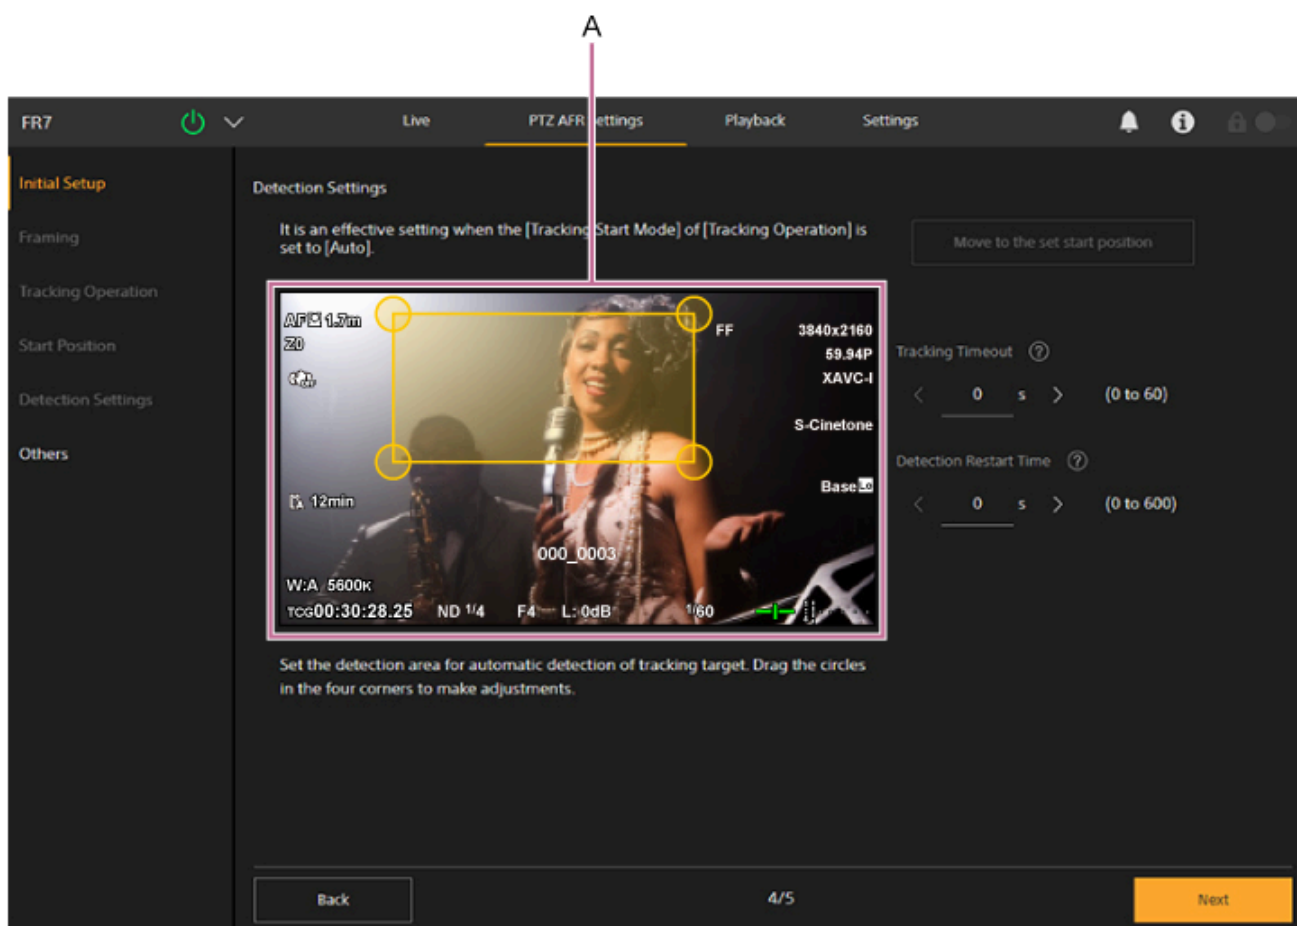 A
FR7
Live
PTZ AFR Settings
Playback
Settings
Initial Setup
Framing
Tracking Operation
Start Position
Detection Settings
Others
Detection Settings
It is an effective setting when the [Tracking Start Mode] of [Tracking Operation] is
set to [Auto].
Move to the set start position
AF 1.7m
Z0
OFF
FF
3840x2160
59.94P
XAVC-I
S-Cinetone
Base Lo
12min
000_0003
W:A 5600K
TCG00:30:28.25 ND 1/4 F4 L: 0dB 1/60
Tracking Timeout ?
< 0 s > (0 to 60)
Detection Restart Time ?
< 0 s > (0 to 600)
Set the detection area for automatic detection of tracking target. Drag the circles
in the four corners to make adjustments.
Back
4/5
Next